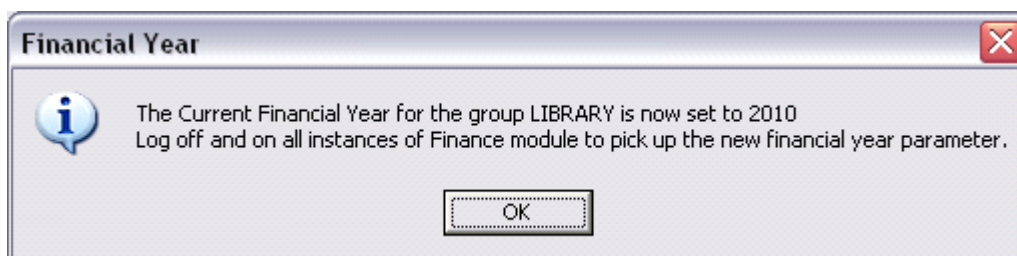 Financial Year
The Current Financial Year for the group LIBRARY is now set to 2010
Log off and on all instances of Finance module to pick up the new financial year parameter.
OK